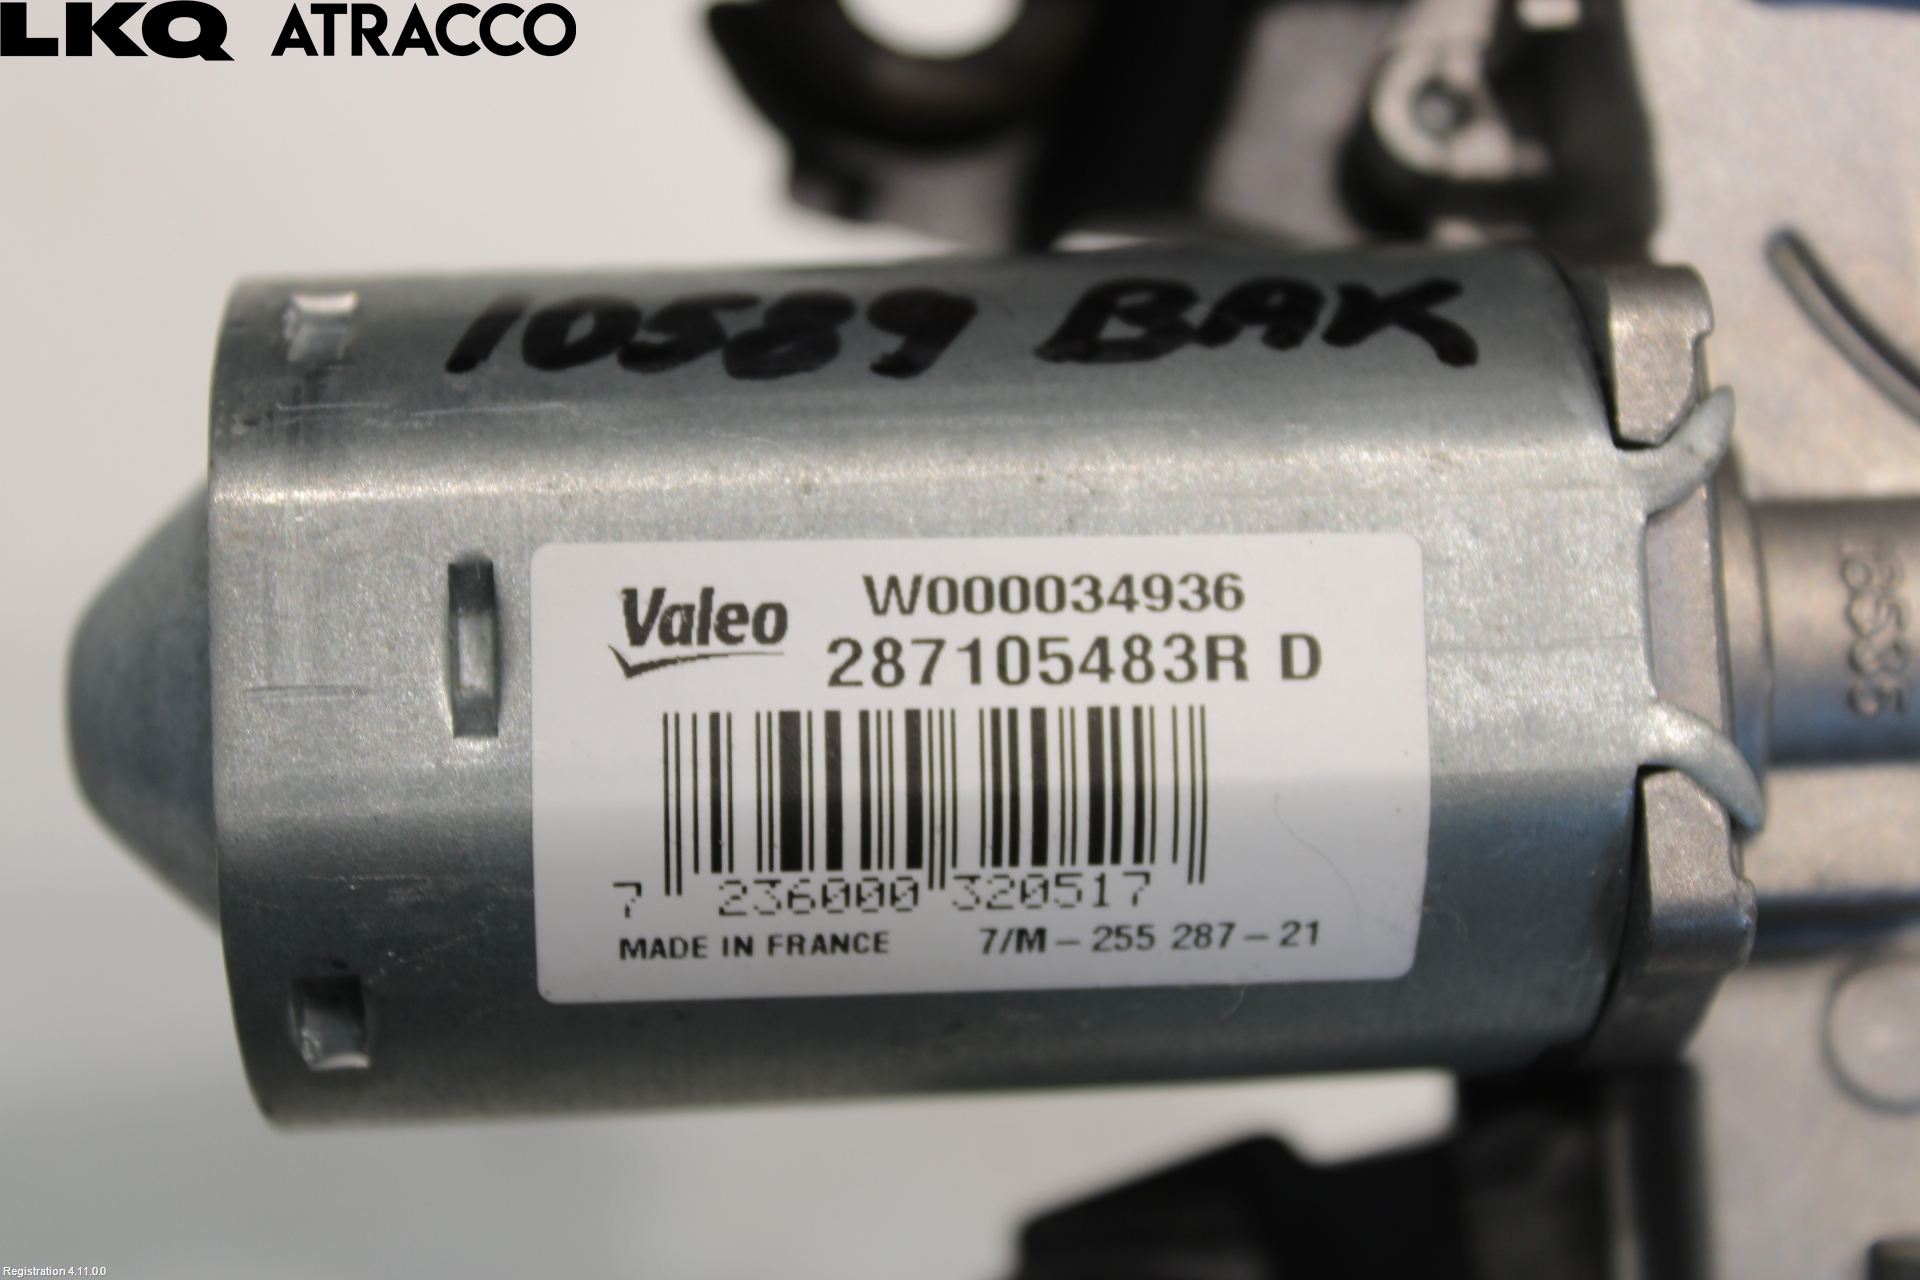 LKQ ATRACCO
10589 BAK
Valeo
W000034936
287105483R D
7 236000 320517
MADE IN FRANCE 7/M - 255 287 - 21
Registration 4.11.0.0